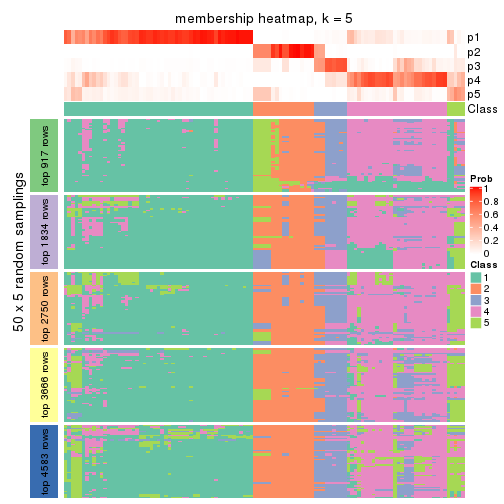 membership heatmap, k = 5
p1
p2
p3
p4
p5
Class
50 x 5 random samplings
top 917 rows
top 1834 rows
top 2750 rows
top 3666 rows
top 4583 rows
Prob
1
0.8
0.6
0.4
0.2
0
Class
1
2
3
4
5